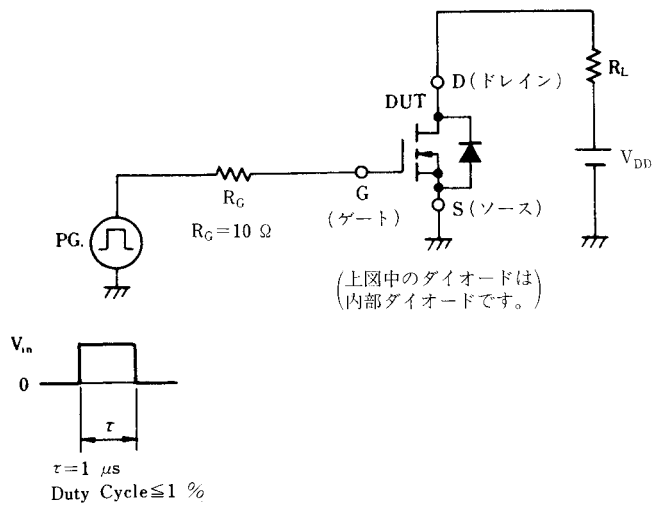 D(ドレイン)
R_L
DUT
V_DD
R_G
G
(ゲート)
S(ソース)
R_G=10 Ω
PG.
(上図中のダイオードは
内部ダイオードです。)
V_in
0
τ
τ=1 μs
Duty Cycle≦1 %